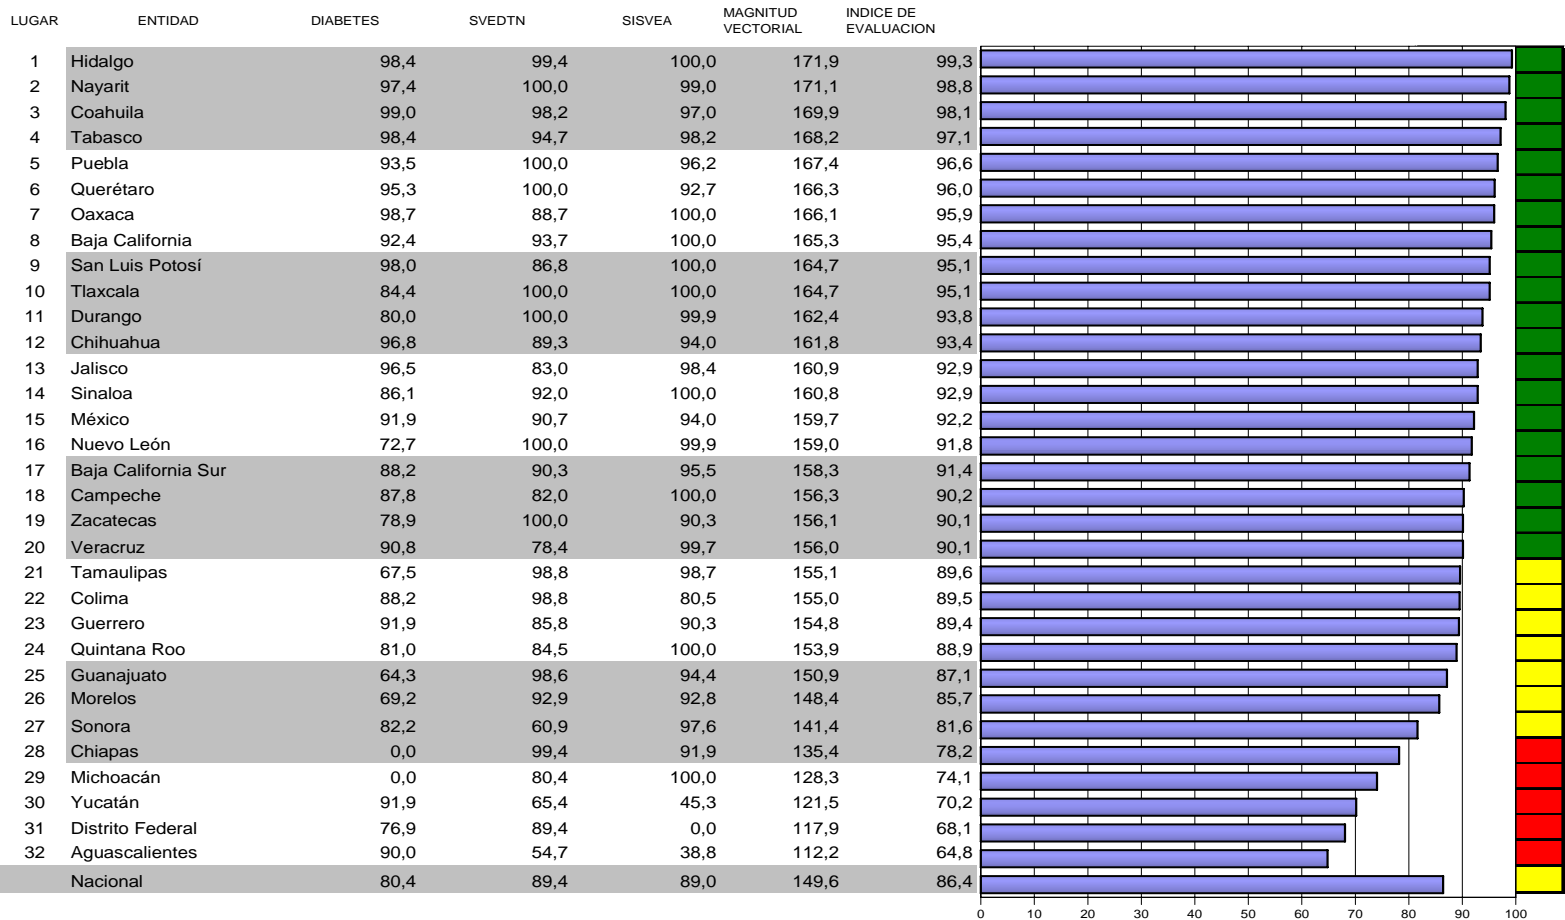 LUGAR ENTIDAD DIABETES SVEDTN SISVEA MAGNITUD VECTORIAL INDICE DE EVALUACION
1 Hidalgo 98,4 99,4 100,0 171,9 99,3
2 Nayarit 97,4 100,0 99,0 171,1 98,8
3 Coahuila 99,0 98,2 97,0 169,9 98,1
4 Tabasco 98,4 94,7 98,2 168,2 97,1
5 Puebla 93,5 100,0 96,2 167,4 96,6
6 Querétaro 95,3 100,0 92,7 166,3 96,0
7 Oaxaca 98,7 88,7 100,0 166,1 95,9
8 Baja California 92,4 93,7 100,0 165,3 95,4
9 San Luis Potosí 98,0 86,8 100,0 164,7 95,1
10 Tlaxcala 84,4 100,0 100,0 164,7 95,1
11 Durango 80,0 100,0 99,9 162,4 93,8
12 Chihuahua 96,8 89,3 94,0 161,8 93,4
13 Jalisco 96,5 83,0 98,4 160,9 92,9
14 Sinaloa 86,1 92,0 100,0 160,8 92,9
15 México 91,9 90,7 94,0 159,7 92,2
16 Nuevo León 72,7 100,0 99,9 159,0 91,8
17 Baja California Sur 88,2 90,3 95,5 158,3 91,4
18 Campeche 87,8 82,0 100,0 156,3 90,2
19 Zacatecas 78,9 100,0 90,3 156,1 90,1
20 Veracruz 90,8 78,4 99,7 156,0 90,1
21 Tamaulipas 67,5 98,8 98,7 155,1 89,6
22 Colima 88,2 98,8 80,5 155,0 89,5
23 Guerrero 91,9 85,8 90,3 154,8 89,4
24 Quintana Roo 81,0 84,5 100,0 153,9 88,9
25 Guanajuato 64,3 98,6 94,4 150,9 87,1
26 Morelos 69,2 92,9 92,8 148,4 85,7
27 Sonora 82,2 60,9 97,6 141,4 81,6
28 Chiapas 0,0 99,4 91,9 135,4 78,2
29 Michoacán 0,0 80,4 100,0 128,3 74,1
30 Yucatán 91,9 65,4 45,3 121,5 70,2
31 Distrito Federal 76,9 89,4 0,0 117,9 68,1
32 Aguascalientes 90,0 54,7 38,8 112,2 64,8
Nacional 80,4 89,4 89,0 149,6 86,4
0 10 20 30 40 50 60 70 80 90 100